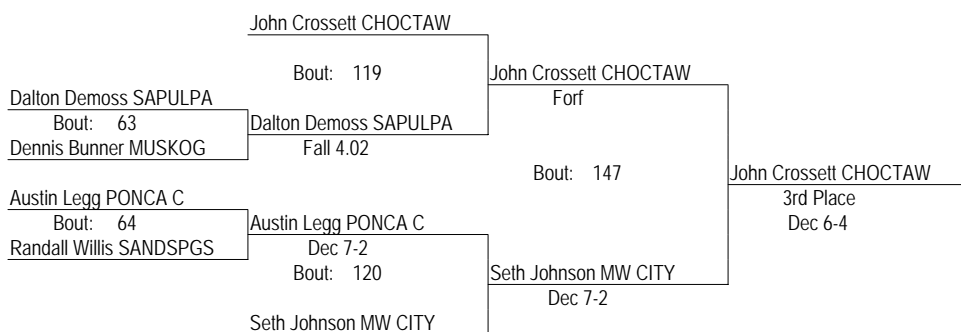 John Crossett CHOCTAW
Bout: 119
John Crossett CHOCTAW
Dalton Demoss SAPULPA
Forf
Bout: 63
Dalton Demoss SAPULPA
Dennis Bunner MUSKOG
Fall 4.02
Bout: 147
John Crossett CHOCTAW
Austin Legg PONCA C
3rd Place
Bout: 64
Austin Legg PONCA C
Dec 6-4
Randall Willis SANDSPGS
Dec 7-2
Bout: 120
Seth Johnson MW CITY
Dec 7-2
Seth Johnson MW CITY